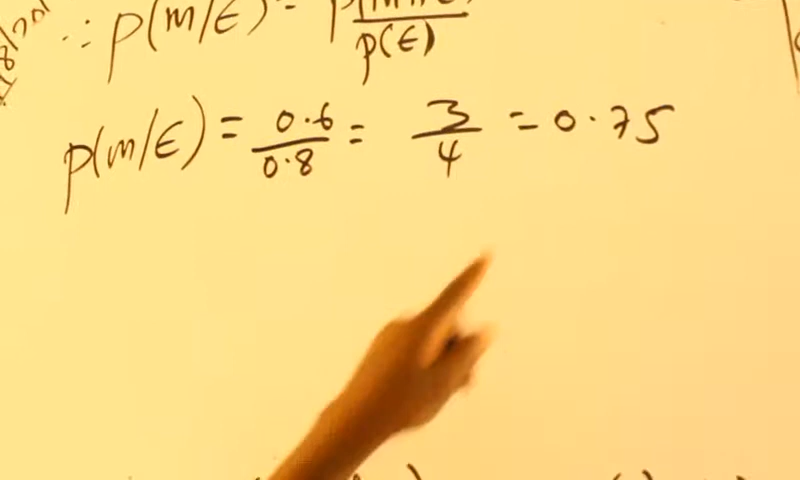 ∵ p(m/ϵ) = p(m∩ϵ)/p(ϵ)
p(m/ϵ) = 0.6/0.8 = 3/4 = 0.75